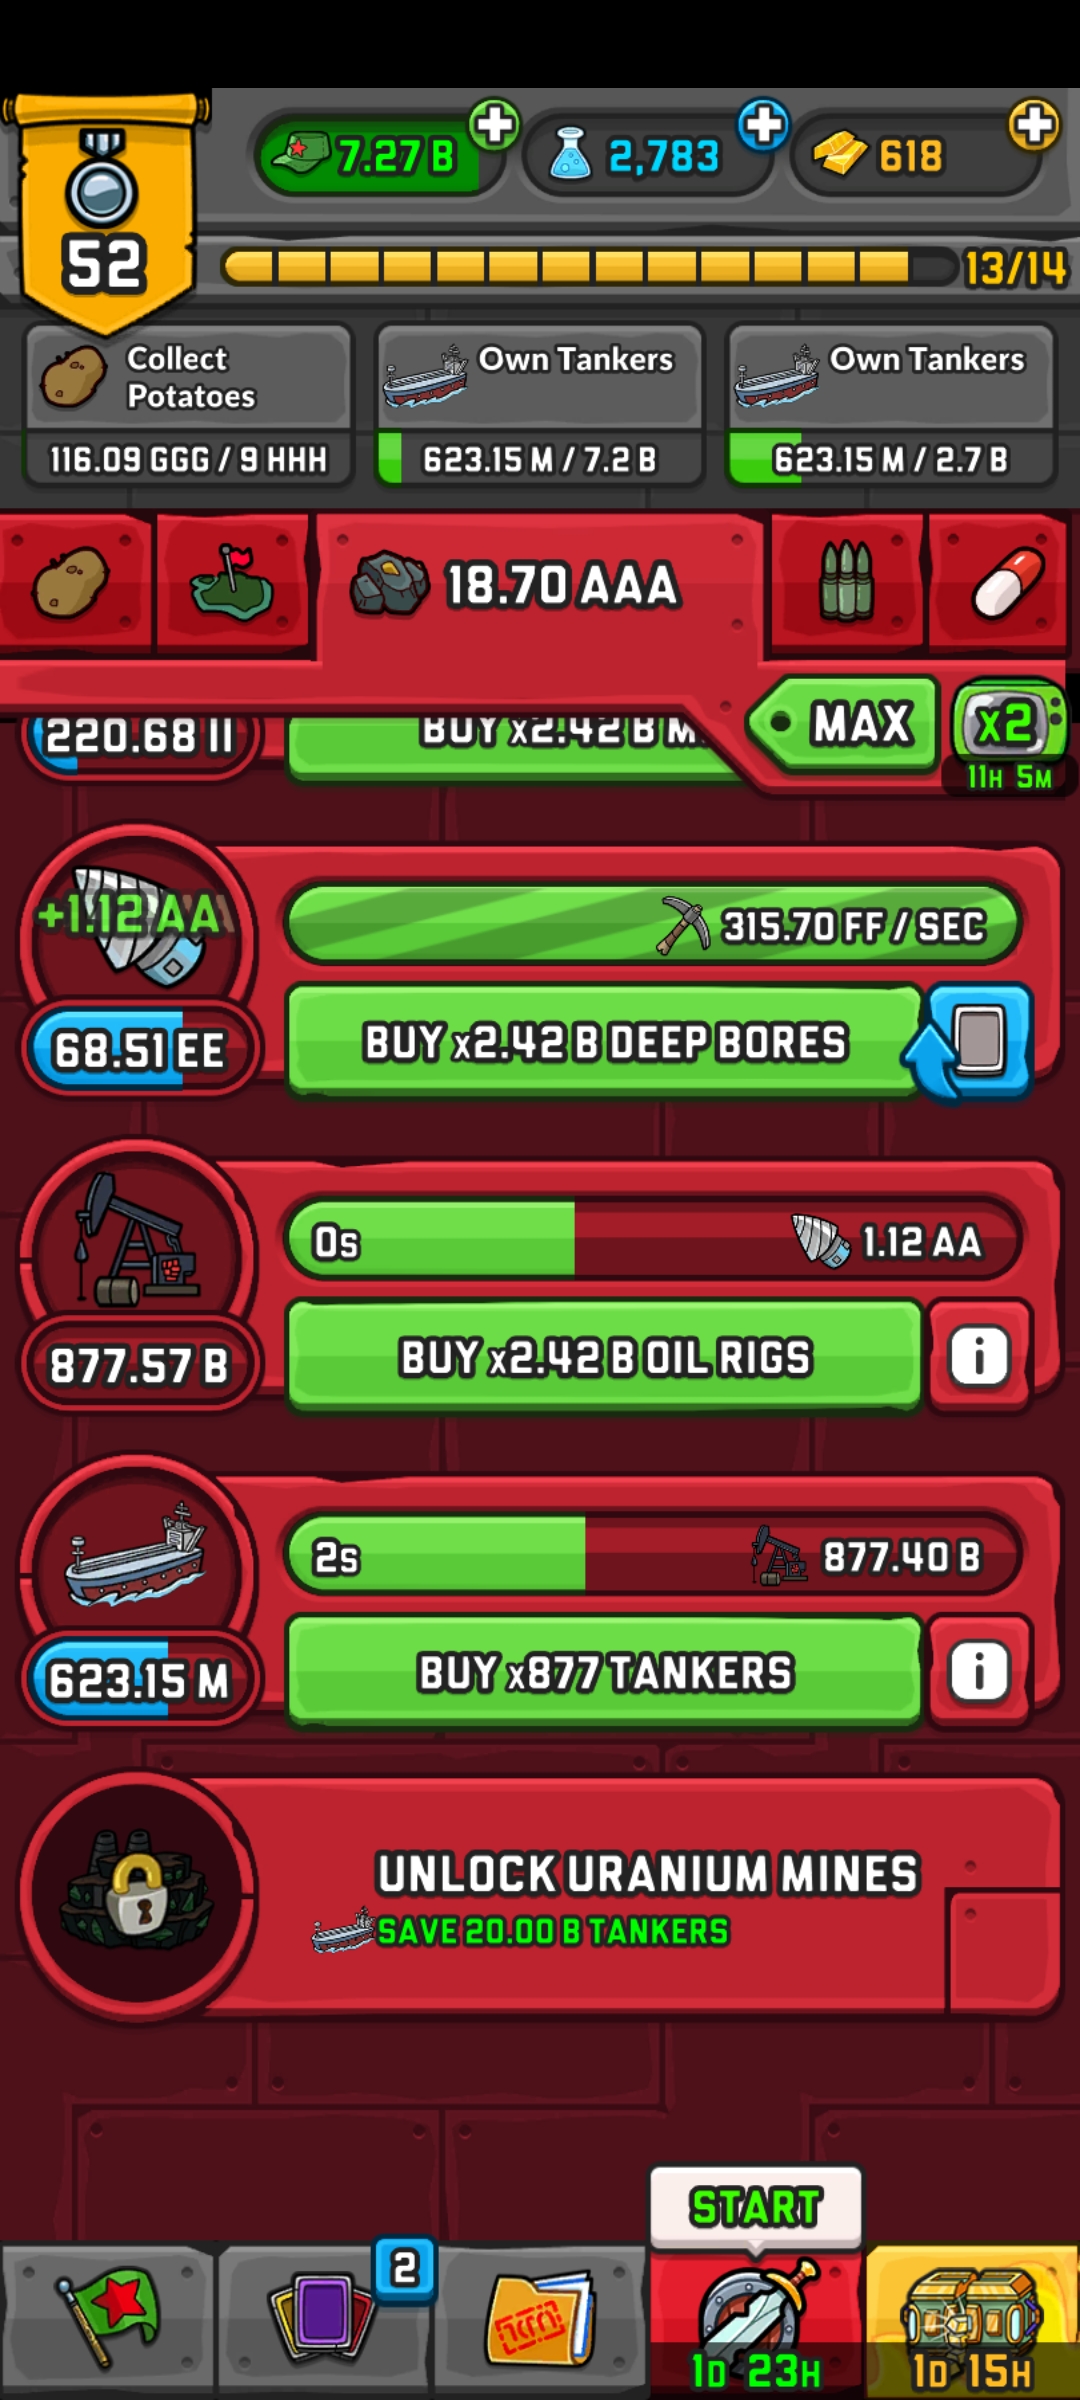 7.27 B
2,783
618
52
13/14
Collect
Potatoes
116.09 GGG / 9 HHH
Own Tankers
623.15 M / 7.2 B
Own Tankers
623.15 M / 2.7 B
18.70 AAA
MAX
x2
11H 5M
220.68 II
BUY x2.42 B M
+1.12 AA
315.70 FF / SEC
68.51 EE
BUY x2.42 B DEEP BORES
0s
1.12 AA
877.57 B
BUY x2.42 B OIL RIGS
i
2s
877.40 B
623.15 M
BUY x877 TANKERS
i
UNLOCK URANIUM MINES
SAVE 20.00 B TANKERS
START
2
1D 23H
1D 15H